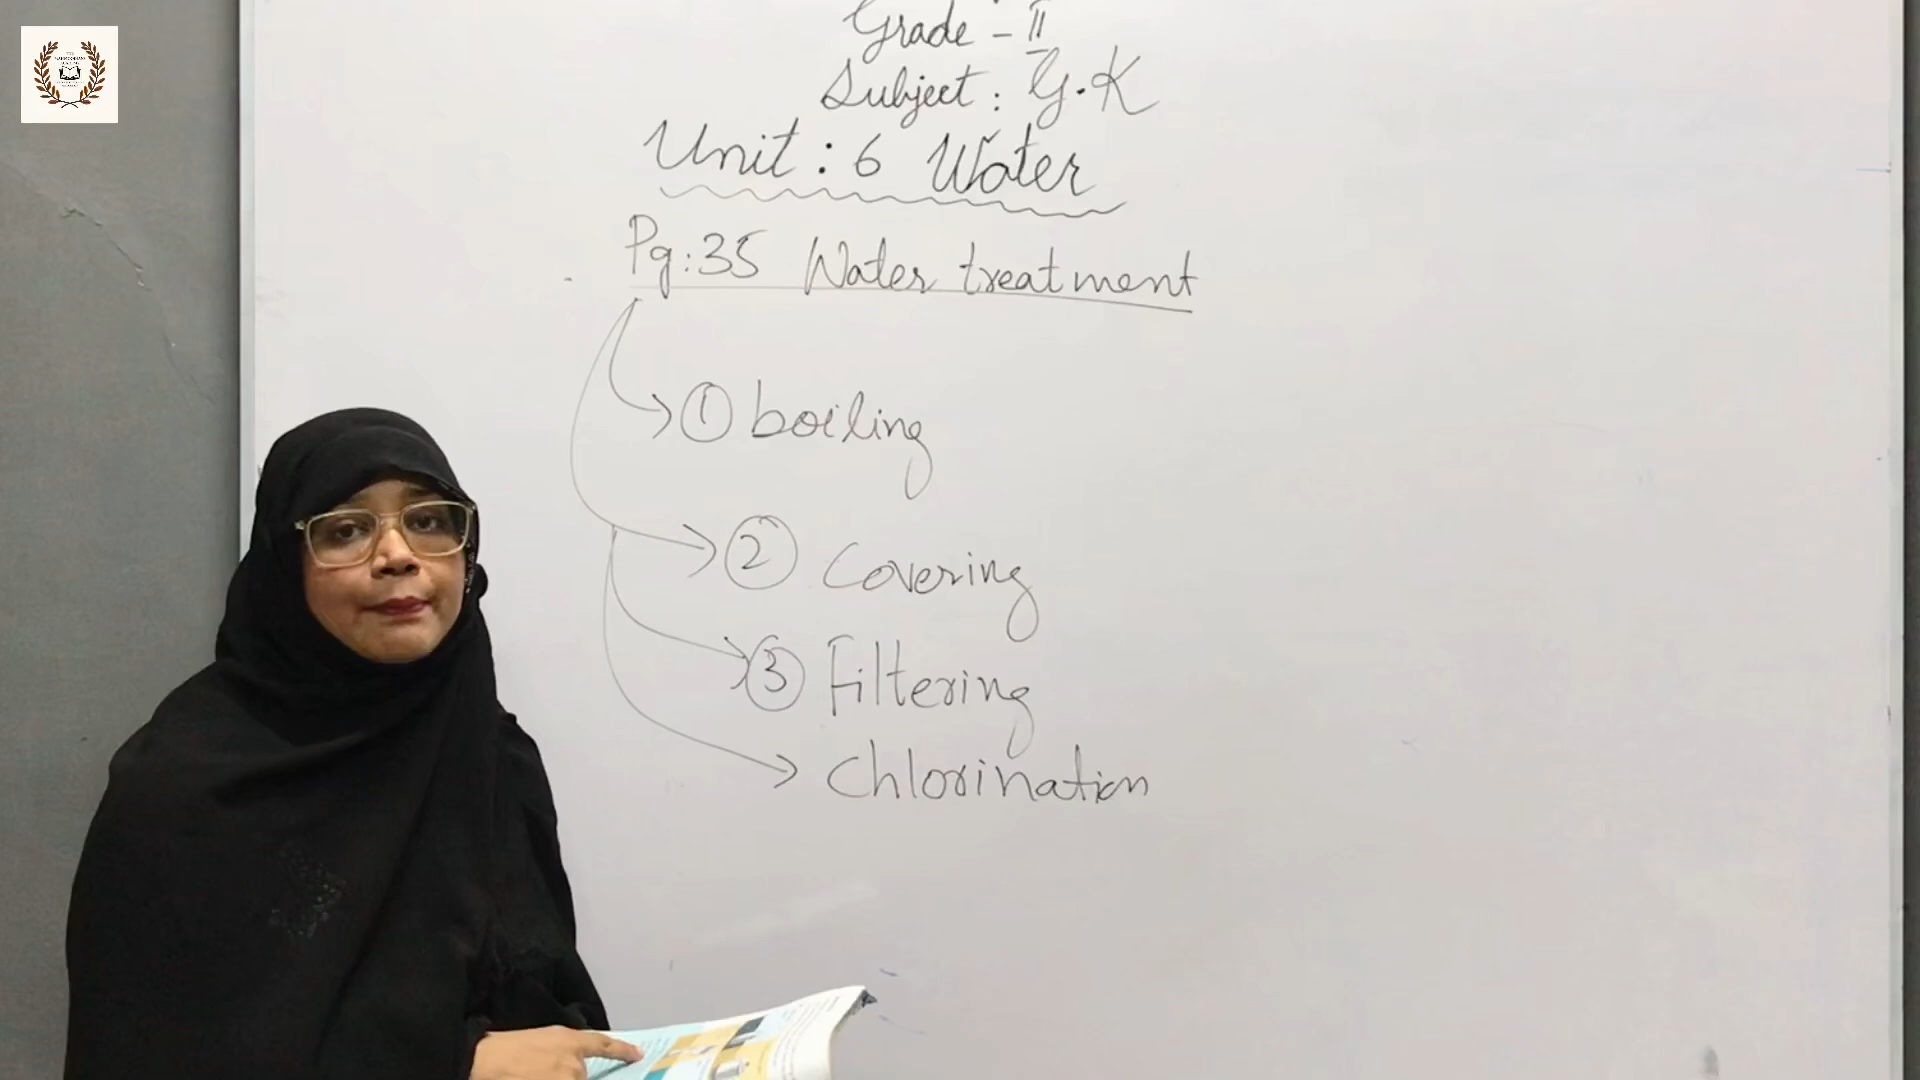 Grade - II
Subject : G.K
Unit : 6 Water
Pg : 35 Water treatment
① boiling
② Covering
③ Filtering
Chlorination